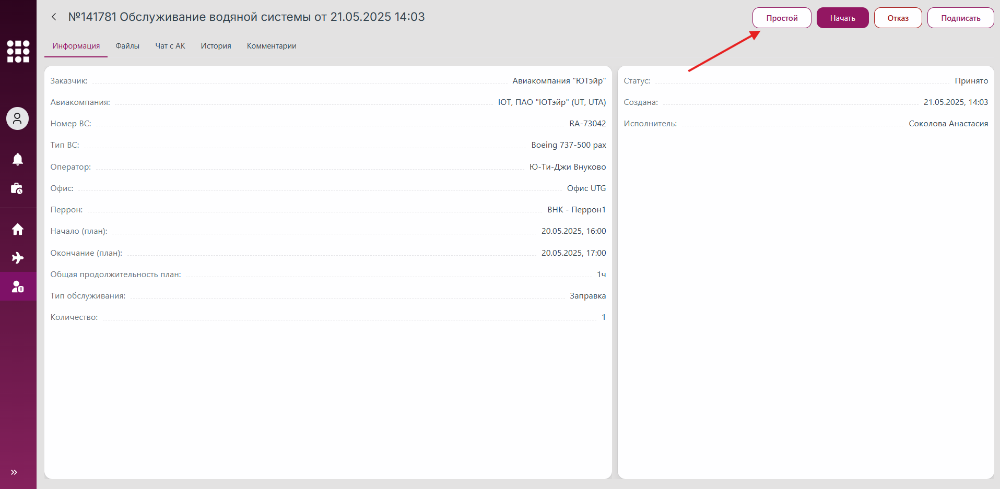 №141781 Обслуживание водяной системы от 21.05.2025 14:03
Простой
Начать
Отказ
Подписать
Информация
Файлы
Чат с АК
История
Комментарии
Заказчик: Авиакомпания "ЮТэйр"
Авиакомпания: ЮТ, ПАО "ЮТэйр" (UT, UTA)
Номер ВС: RA-73042
Тип ВС: Boeing 737-500 pax
Оператор: Ю-Ти-Джи Внуково
Офис: Офис UTG
Перрон: ВНК - Перрон1
Начало (план): 20.05.2025, 16:00
Окончание (план): 20.05.2025, 17:00
Общая продолжительность план: 1ч
Тип обслуживания: Заправка
Количество: 1
Статус: Принято
Создана: 21.05.2025, 14:03
Исполнитель: Соколова Анастасия